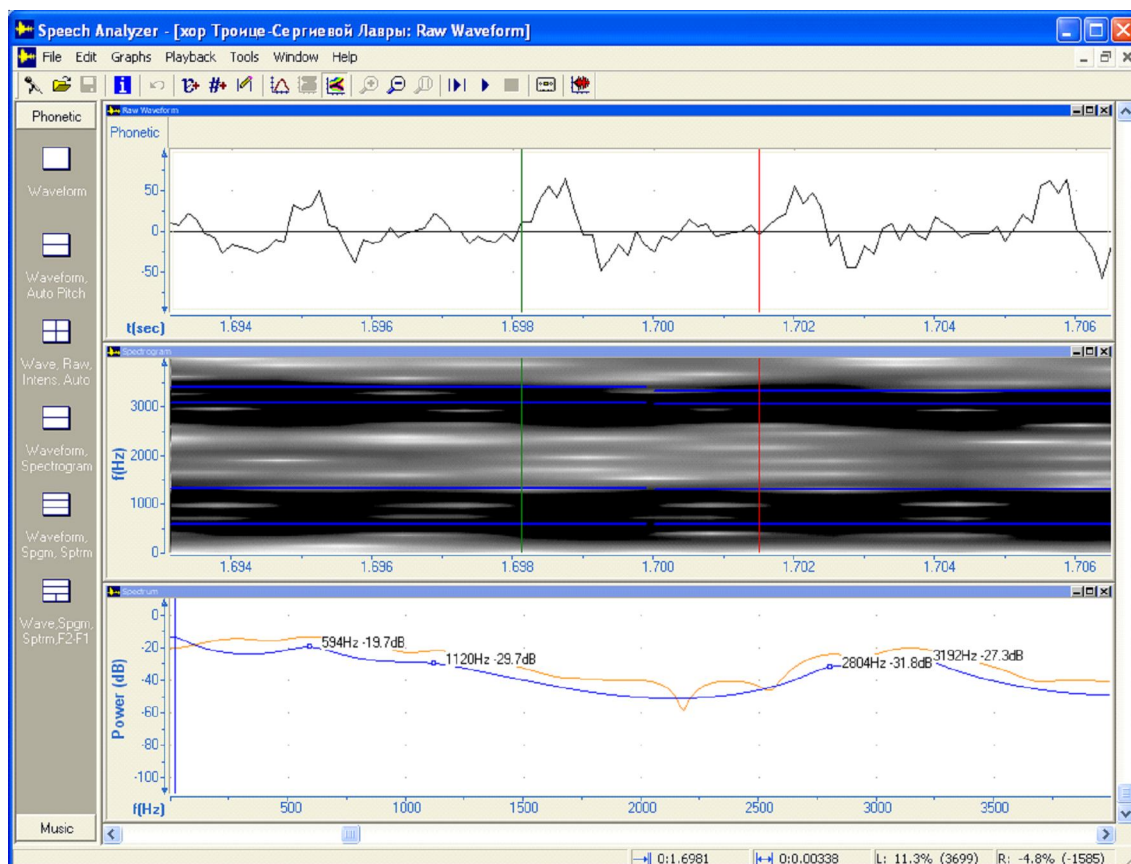 Speech Analyzer - [хор Троице-Сергиевой Лавры: Raw Waveform]
File Edit Graphs Playback Tools Window Help
Phonetic
Waveform
Waveform,
Auto Pitch
Wave, Raw,
Intens, Auto
Waveform,
Spectrogram
Waveform,
Spgm, Sptrm
Wave,Spgm,
Sptrm,F2-F1
Music
Raw Waveform
Phonetic
50
0
-50
t(sec) 1.694 1.696 1.698 1.700 1.702 1.704 1.706
Spectrogram
f(Hz)
3000
2000
1000
0
1.694 1.696 1.698 1.700 1.702 1.704 1.706
Spectrum
Power (dB)
0
-20
-40
-60
-80
-100
594Hz -19.7dB
1120Hz -29.7dB
2804Hz -31.8dB
3192Hz -27.3dB
f(Hz) 500 1000 1500 2000 2500 3000 3500
0:1.6981 0:0.00338 L: 11.3% (3699) R: -4.8% (-1585)